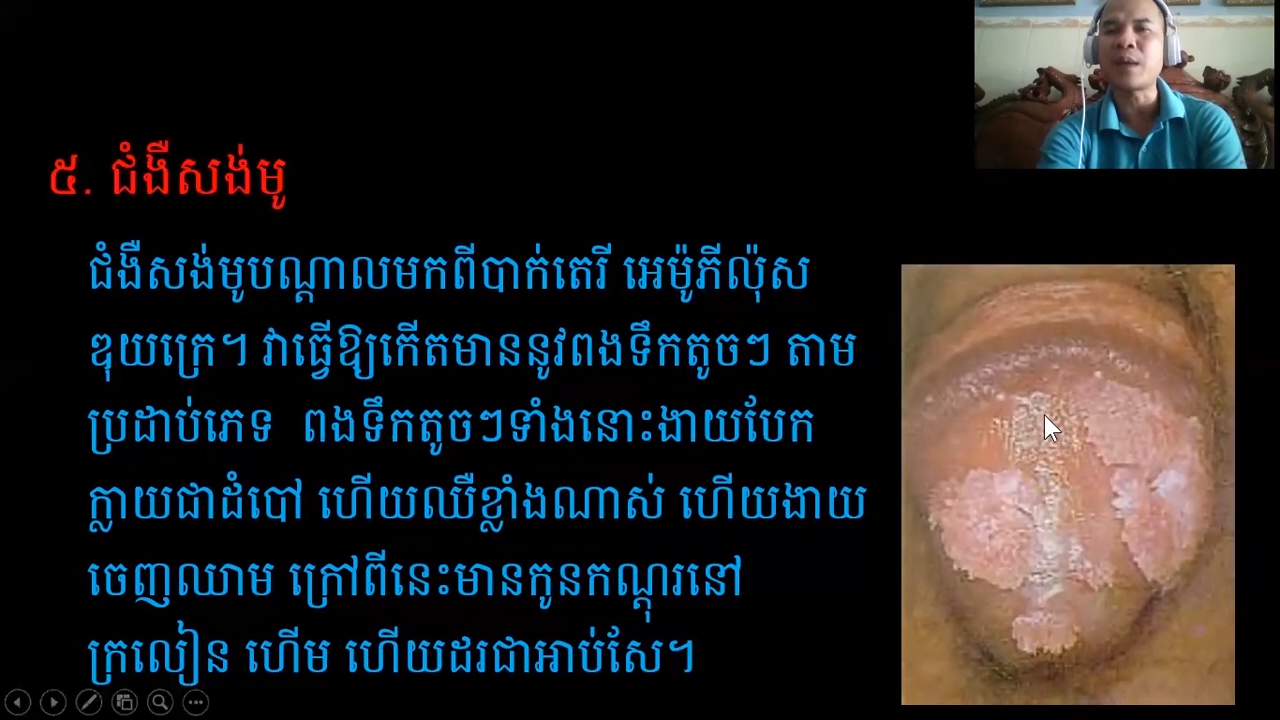 ៥. ជំងឺសង់មូ
ជំងឺសង់មូបណ្តាលមកពីបាក់តេរី អេម៉ូភីល៉ុស
ឌុយក្រេ។ វាធ្វើឱ្យកើតមាននូវពងទឹកតូចៗ តាម
ប្រដាប់ភេទ ពងទឹកតូចៗទាំងនោះងាយបែក
ក្លាយជាដំបៅ ហើយឈឺខ្លាំងណាស់ ហើយងាយ
ចេញឈាម ក្រៅពីនេះមានកូនកណ្តុរនៅ
ក្រលៀន ហើម ហើយដរជាអាប់សែ។